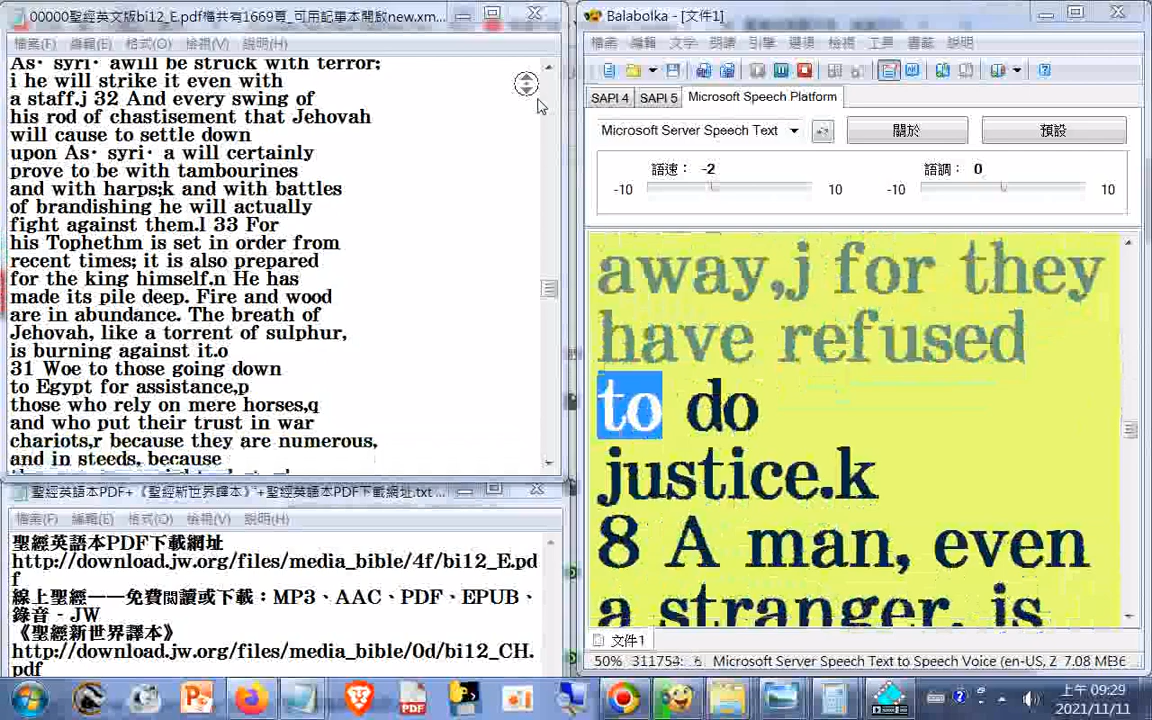 00000聖經英文版bi12_E.pdf檔共有1669頁_可用記事本開啟new.xm...
檔案(F) 編輯(E) 格式(O) 檢視(V) 說明(H)
As· syri· awill be struck with terror;
i he will strike it even with
a staff.j 32 And every swing of
his rod of chastisement that Jehovah
will cause to settle down
upon As· syri· a will certainly
prove to be with tambourines
and with harps;k and with battles
of brandishing he will actually
fight against them.l 33 For
his Tophethm is set in order from
recent times; it is also prepared
for the king himself.n He has
made its pile deep. Fire and wood
are in abundance. The breath of
Jehovah, like a torrent of sulphur,
is burning against it.o
31 Woe to those going down
to Egypt for assistance,p
those who rely on mere horses,q
and who put their trust in war
chariots,r because they are numerous,
and in steeds, because
聖經英語本PDF+《聖經新世界譯本》+聖經英語本PDF下載網址.txt ...
檔案(F) 編輯(E) 格式(O) 檢視(V) 說明(H)
聖經英語本PDF下載網址
http://download.jw.org/files/media_bible/4f/bi12_E.pd
f
線上聖經——免費閱讀或下載：MP3、AAC、PDF、EPUB、
錄音 - JW
《聖經新世界譯本》
http://download.jw.org/files/media_bible/0d/bi12_CH.
pdf
Balabolka - [文件1]
檔案 編輯 文字 朗讀 引擎 選項 檢視 工具 書籤 說明
SAPI 4 SAPI 5 Microsoft Speech Platform
Microsoft Server Speech Text 關於 預設
語速： -2 語調： 0
-10 10 -10 10
away,j for they
have refused
to do
justice.k
8 A man, even
a stranger, is
文件1
50% 311754: 6 Microsoft Server Speech Text to Speech Voice (en-US, Z 7.08 MB
上午 09:29
2021/11/11